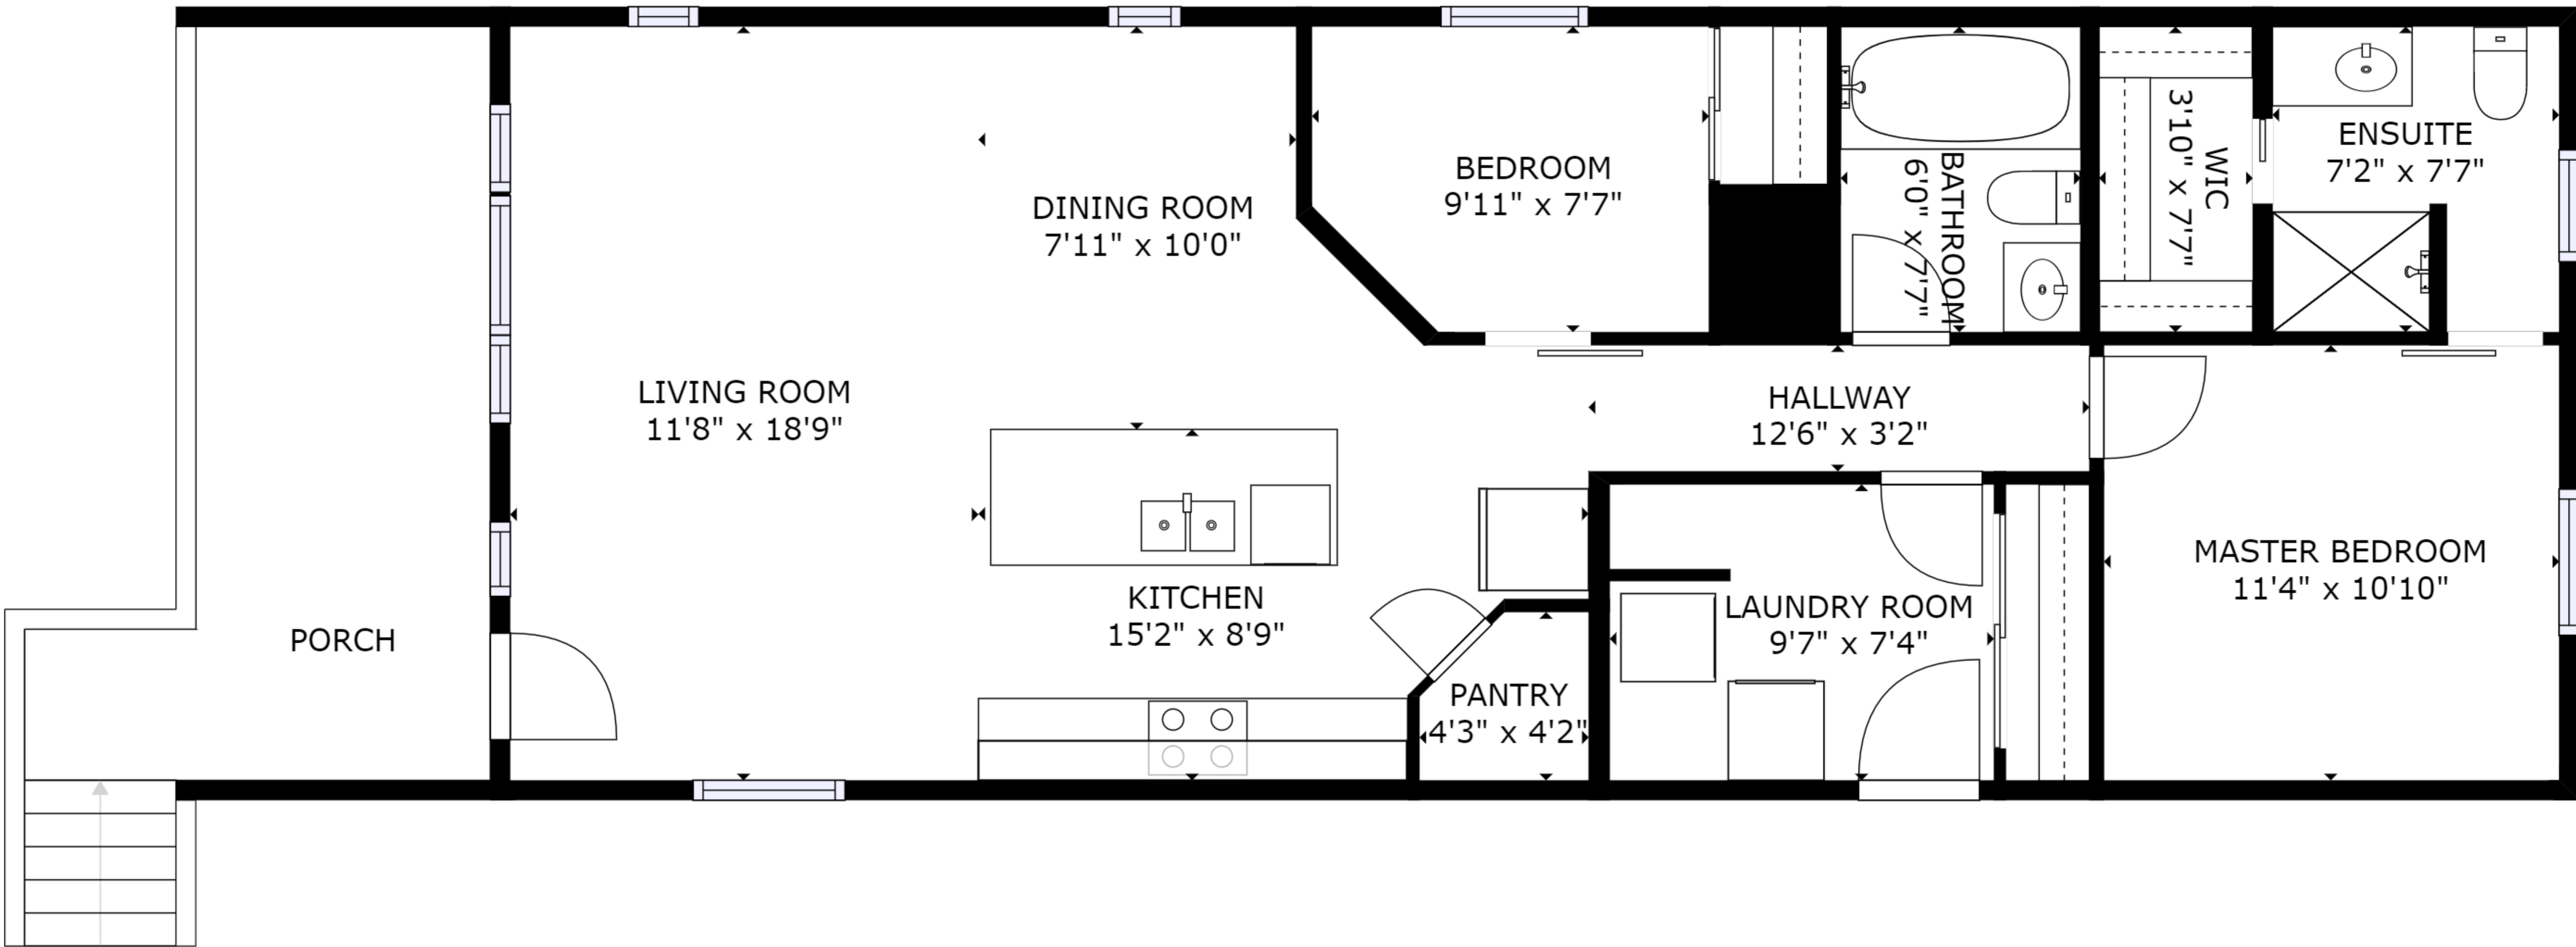 BEDROOM
9'11" x 7'7"
BATHROOM
6'0" x 7'7"
WIC
3'10" x 7'7"
ENSUITE
7'2" x 7'7"
DINING ROOM
7'11" x 10'0"
LIVING ROOM
11'8" x 18'9"
HALLWAY
12'6" x 3'2"
MASTER BEDROOM
11'4" x 10'10"
KITCHEN
15'2" x 8'9"
LAUNDRY ROOM
9'7" x 7'4"
PORCH
PANTRY
4'3" x 4'2"